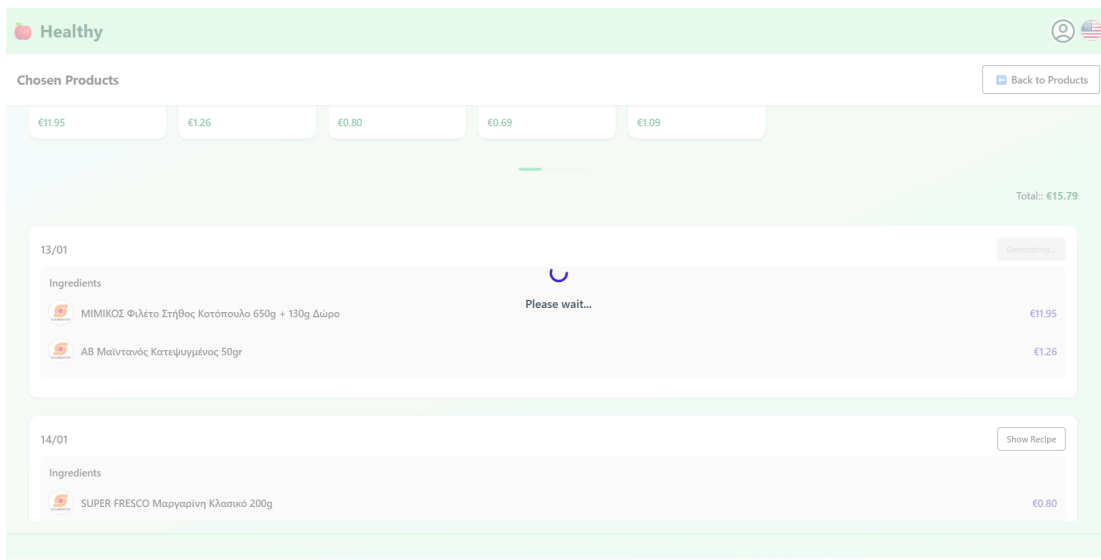 Healthy
Chosen Products
Back to Products
€11.95 €1.26 €0.80 €0.69 €1.09
Total:: €15.79
13/01
Generating...
Ingredients
Please wait...
ΜΙΜΙΚΟΣ Φιλέτο Στήθος Κοτόπουλο 650g + 130g Δώρο €11.95
ΑΒ Μαϊντανός Κατεψυγμένος 50gr €1.26
14/01
Show Recipe
Ingredients
SUPER FRESCO Μαργαρίνη Κλασικό 200g €0.80